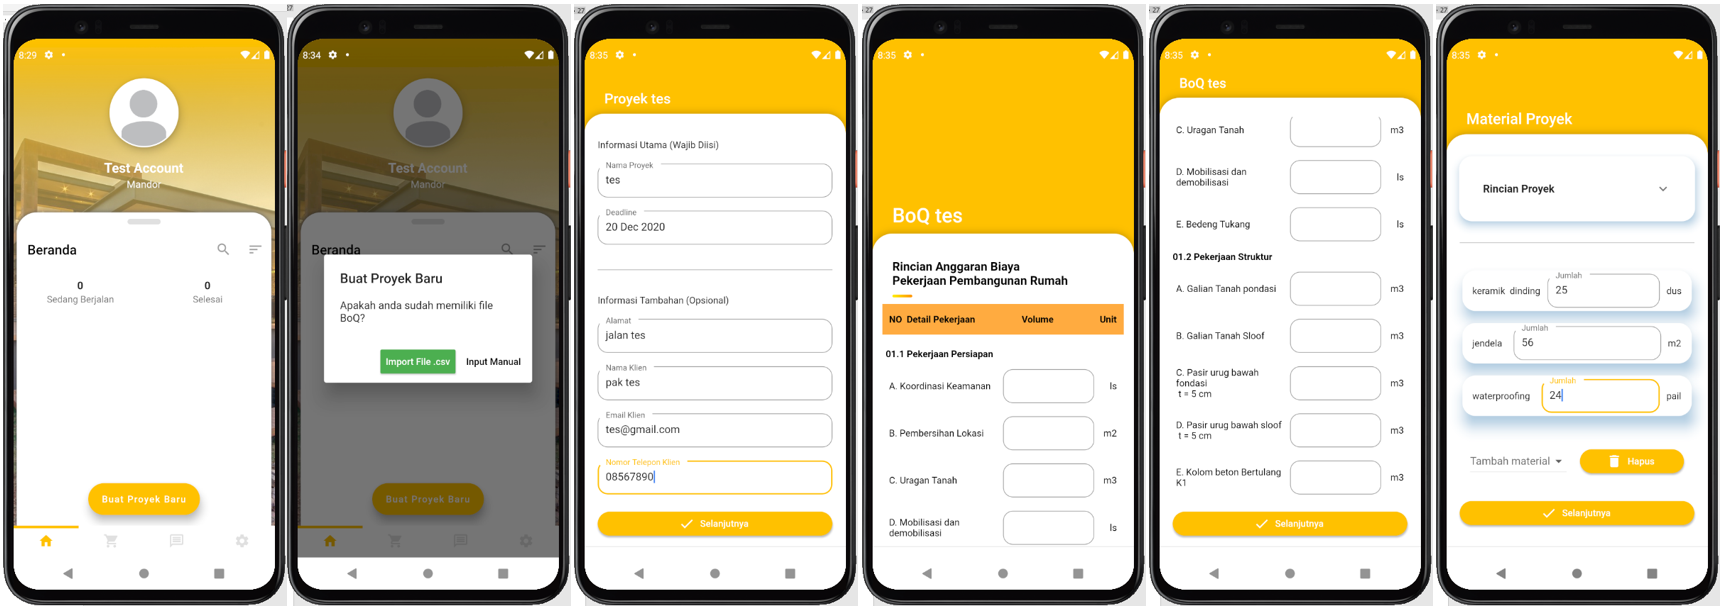 8:29
Test Account
Mandor
Beranda
0
Sedang Berjalan
0
Selesai
Buat Proyek Baru
27
8:34
Test Account
Mandor
Beranda
Buat Proyek Baru
Apakah anda sudah memiliki file
BoQ?
Import File .csv
Input Manual
Buat Proyek Baru
27
8:35
Proyek tes
Informasi Utama (Wajib Diisi)
Nama Proyek
tes
Deadline
20 Dec 2020
Informasi Tambahan (Opsional)
Alamat
jalan tes
Nama Klien
pak tes
Email Klien
tes@gmail.com
Nomor Telepon Klien
08567890
Selanjutnya
27
8:35
BoQ tes
Rincian Anggaran Biaya
Pekerjaan Pembangunan Rumah
NO Detail Pekerjaan Volume Unit
01.1 Pekerjaan Persiapan
A. Koordinasi Keamanan ls
B. Pembersihan Lokasi m2
C. Uragan Tanah m3
D. Mobilisasi dan
demobilisasi ls
27
8:35
BoQ tes
C. Uragan Tanah m3
D. Mobilisasi dan
demobilisasi ls
E. Bedeng Tukang ls
01.2 Pekerjaan Struktur
A. Galian Tanah pondasi m3
B. Galian Tanah Sloof m3
C. Pasir urug bawah
fondasi
t = 5 cm m3
D. Pasir urug bawah sloof
t = 5 cm m3
E. Kolom beton Bertulang
K1 m3
Selanjutnya
27
8:35
Material Proyek
Rincian Proyek
Jumlah
keramik dinding 25 dus
Jumlah
jendela 56 m2
Jumlah
waterproofing 24 pail
Tambah material
Hapus
Selanjutnya